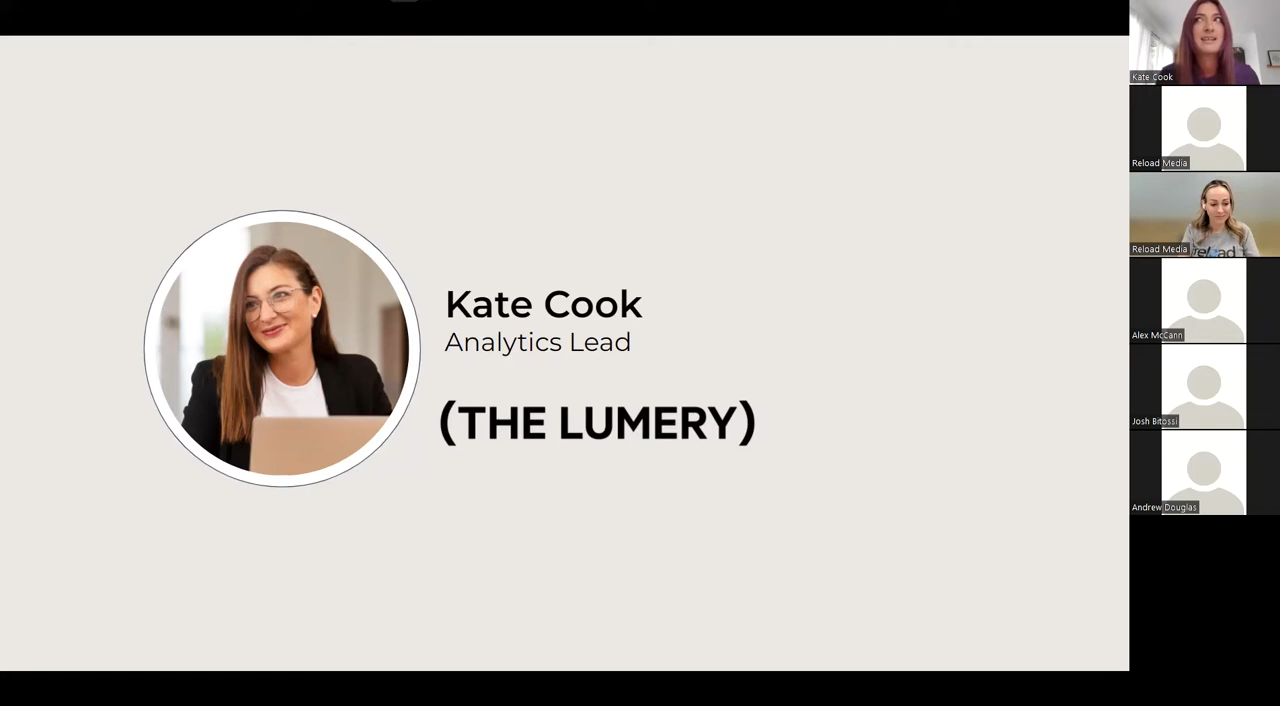 Kate Cook
Analytics Lead
(THE LUMERY)
Kate Cook
Reload Media
Reload Media
Alex McCann
Josh Bitossi
Andrew Douglas